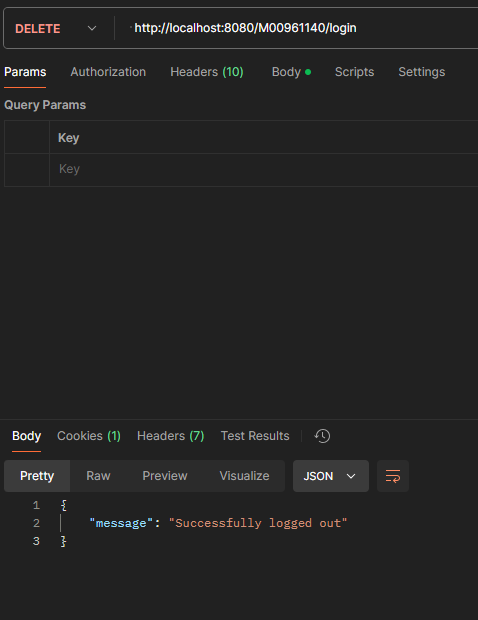 DELETE http://localhost:8080/M00961140/login
Params Authorization Headers (10) Body Scripts Settings
Query Params
Key
Key
Body Cookies (1) Headers (7) Test Results
Pretty Raw Preview Visualize JSON
1 {
2 "message": "Successfully logged out"
3 }